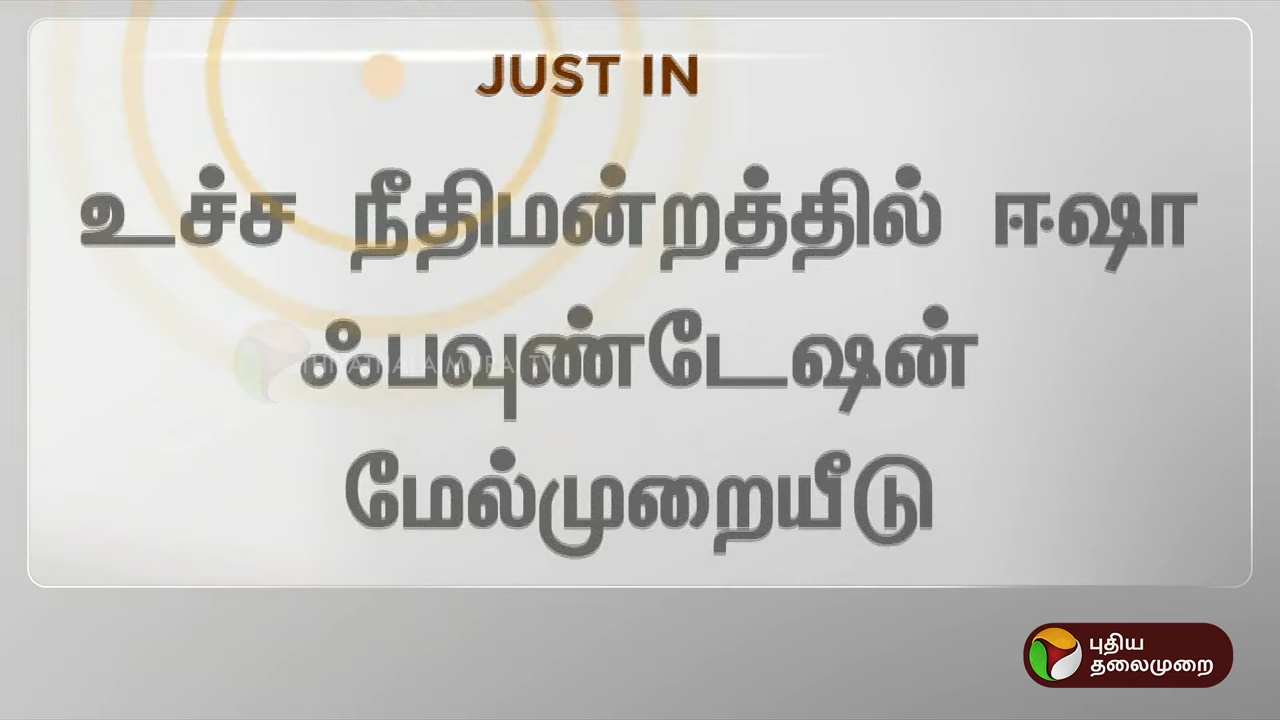 JUST IN
உச்ச நீதிமன்றத்தில் ஈஷா
ஃபவுண்டேஷன்
மேல்முறையீடு
புதிய
தலைமுறை